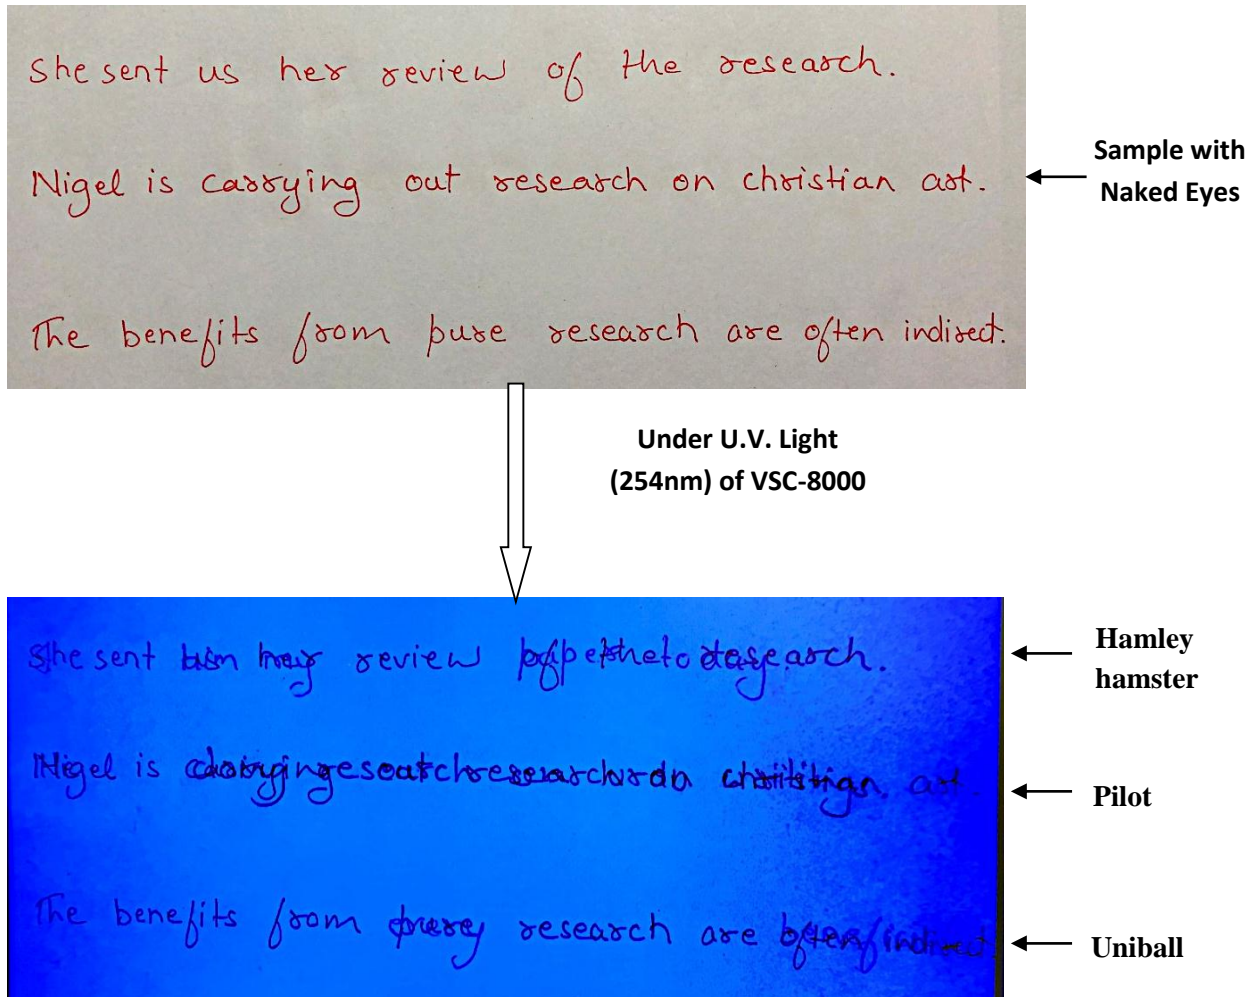 She sent us her review of the research.
Nigel is carrying out research on christian art.
Sample with
Naked Eyes
The benefits from pure research are often indirect.
Under U.V. Light
(254nm) of VSC-8000
She sent review
Hamley
hamster
Nigel is art.
Pilot
The benefits from research are
Uniball